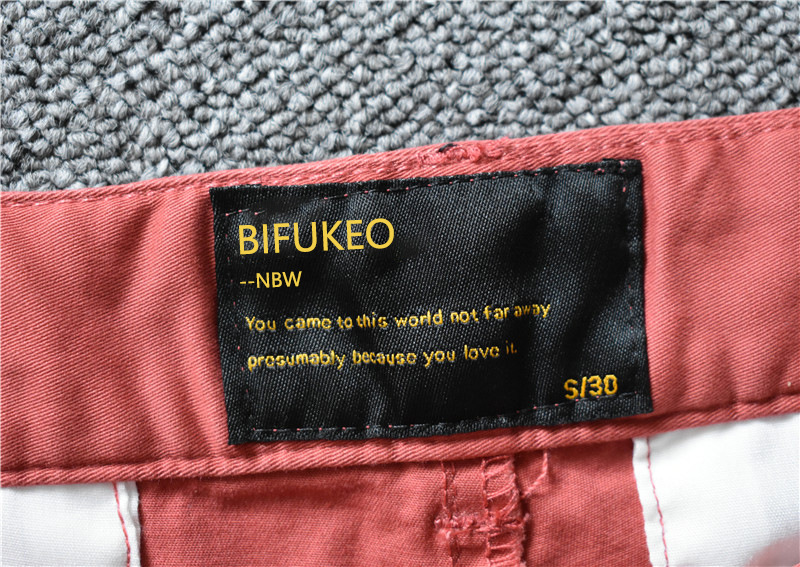 BIFUKEO
--NBW
You came to this world not far away
presumably because you love it.
S/30